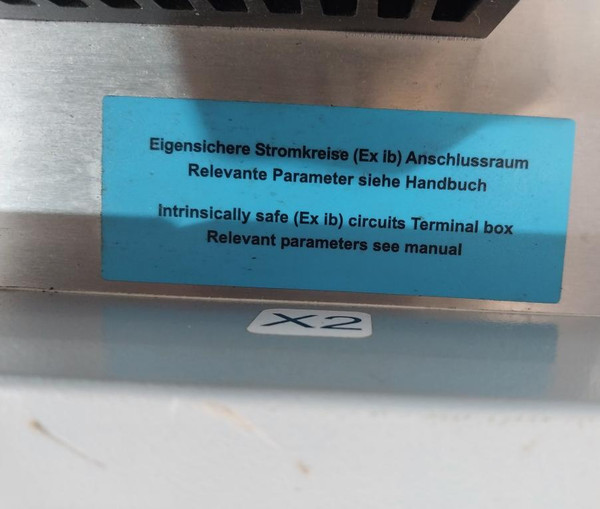 Eigensichere Stromkreise (Ex ib) Anschlussraum
Relevante Parameter siehe Handbuch
Intrinsically safe (Ex ib) circuits Terminal box
Relevant parameters see manual
X2